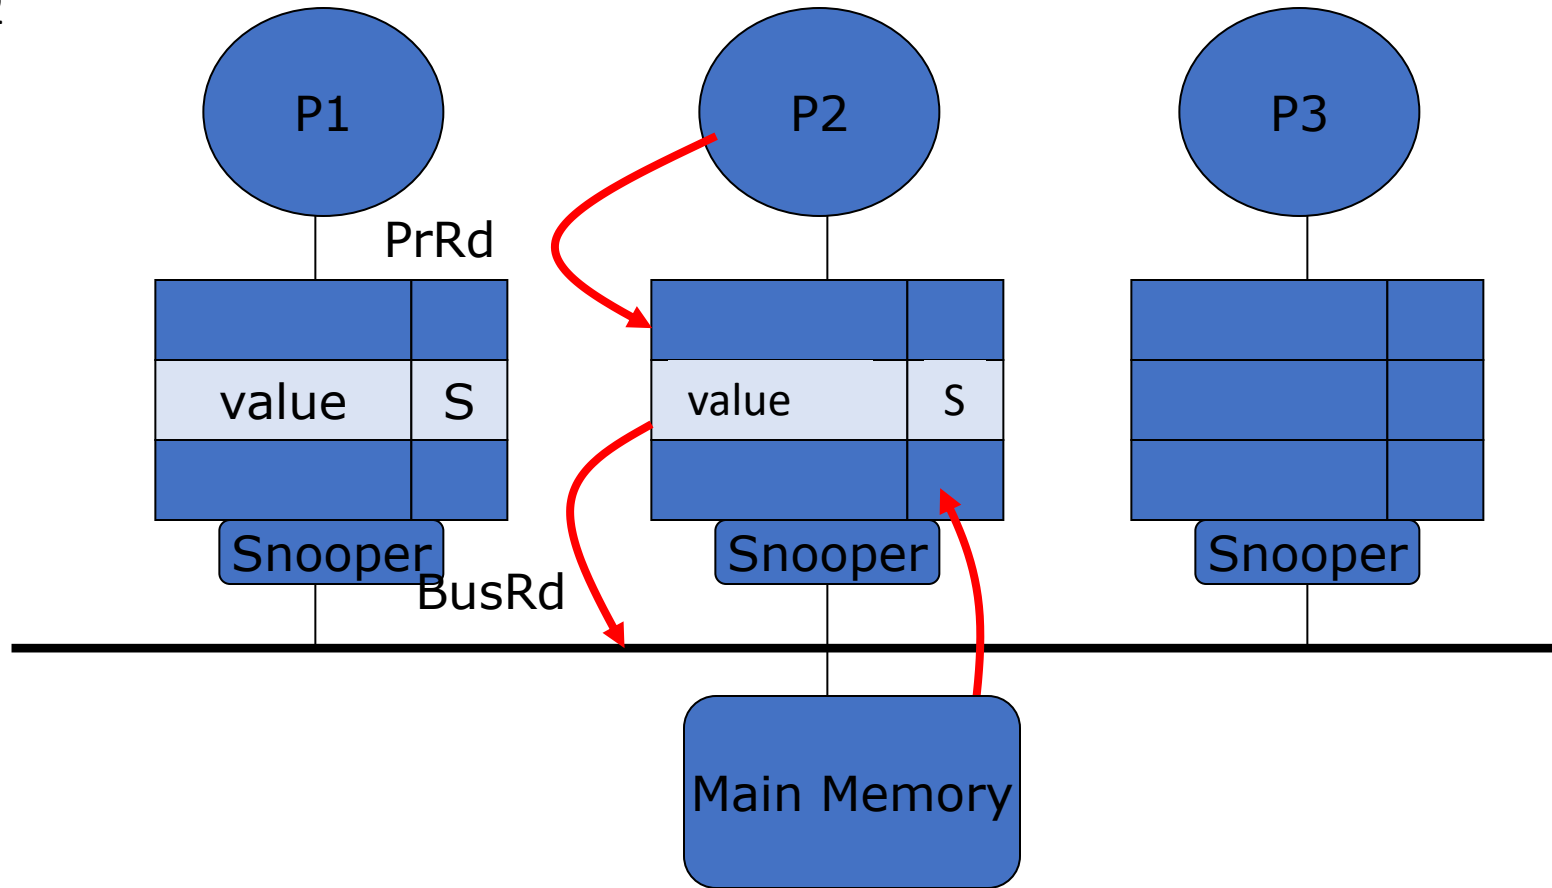 P1
P2
P3
PrRd
value S
value S
Snooper
Snooper
Snooper
BusRd
Main Memory